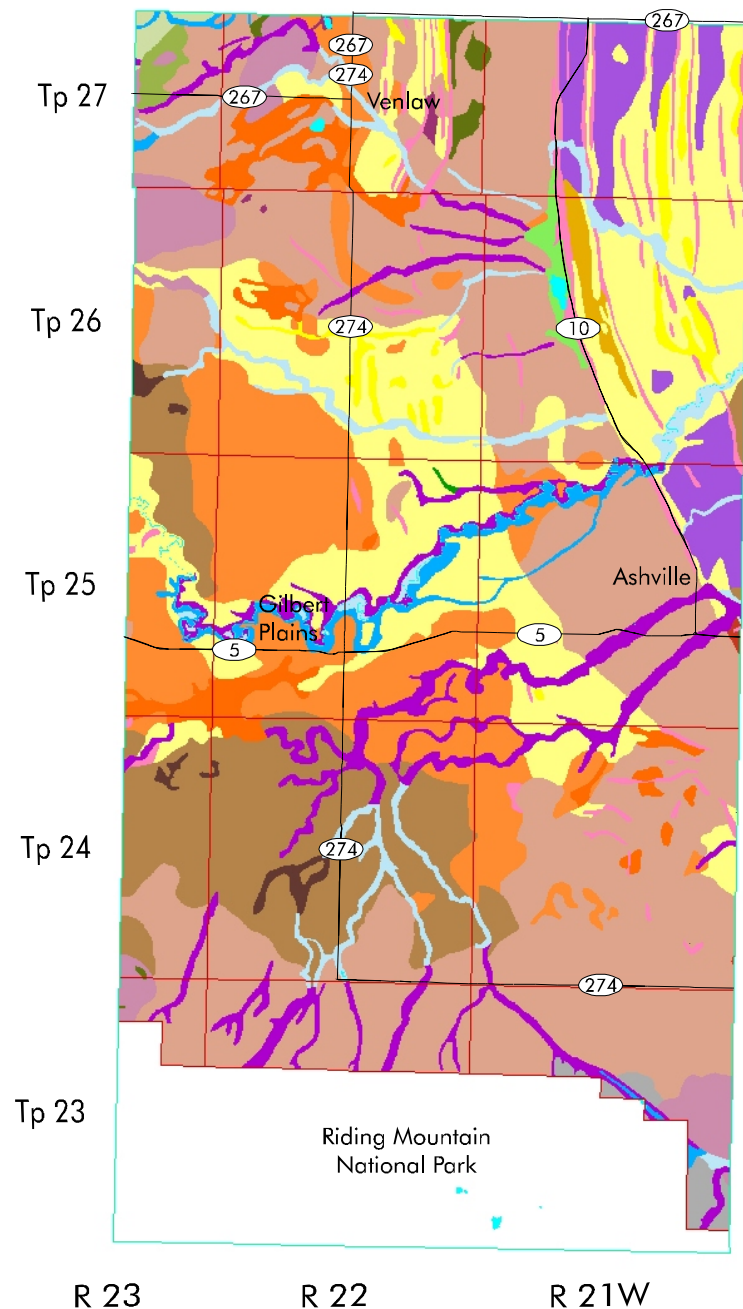 267
267
274
Tp 27
267
Venlaw
Tp 26
274
10
Tp 25
Ashville
Gilbert
Plains
5
5
Tp 24
274
274
Tp 23
Riding Mountain
National Park
R 23
R 22
R 21W